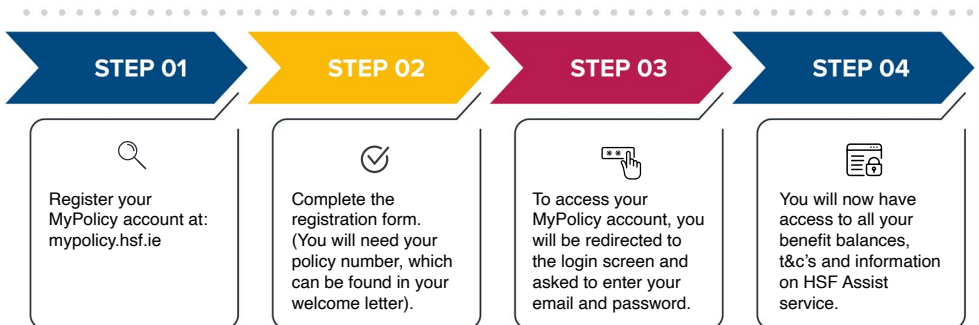 STEP 01
Register your
MyPolicy account at:
mypolicy.hsf.ie
STEP 02
Complete the
registration form.
(You will need your
policy number, which
can be found in your
welcome letter).
STEP 03
**
To access your
MyPolicy account, you
will be redirected to
the login screen and
asked to enter your
email and password.
STEP 04
You will now have
access to all your
benefit balances,
t&c's and information
on HSF Assist
service.